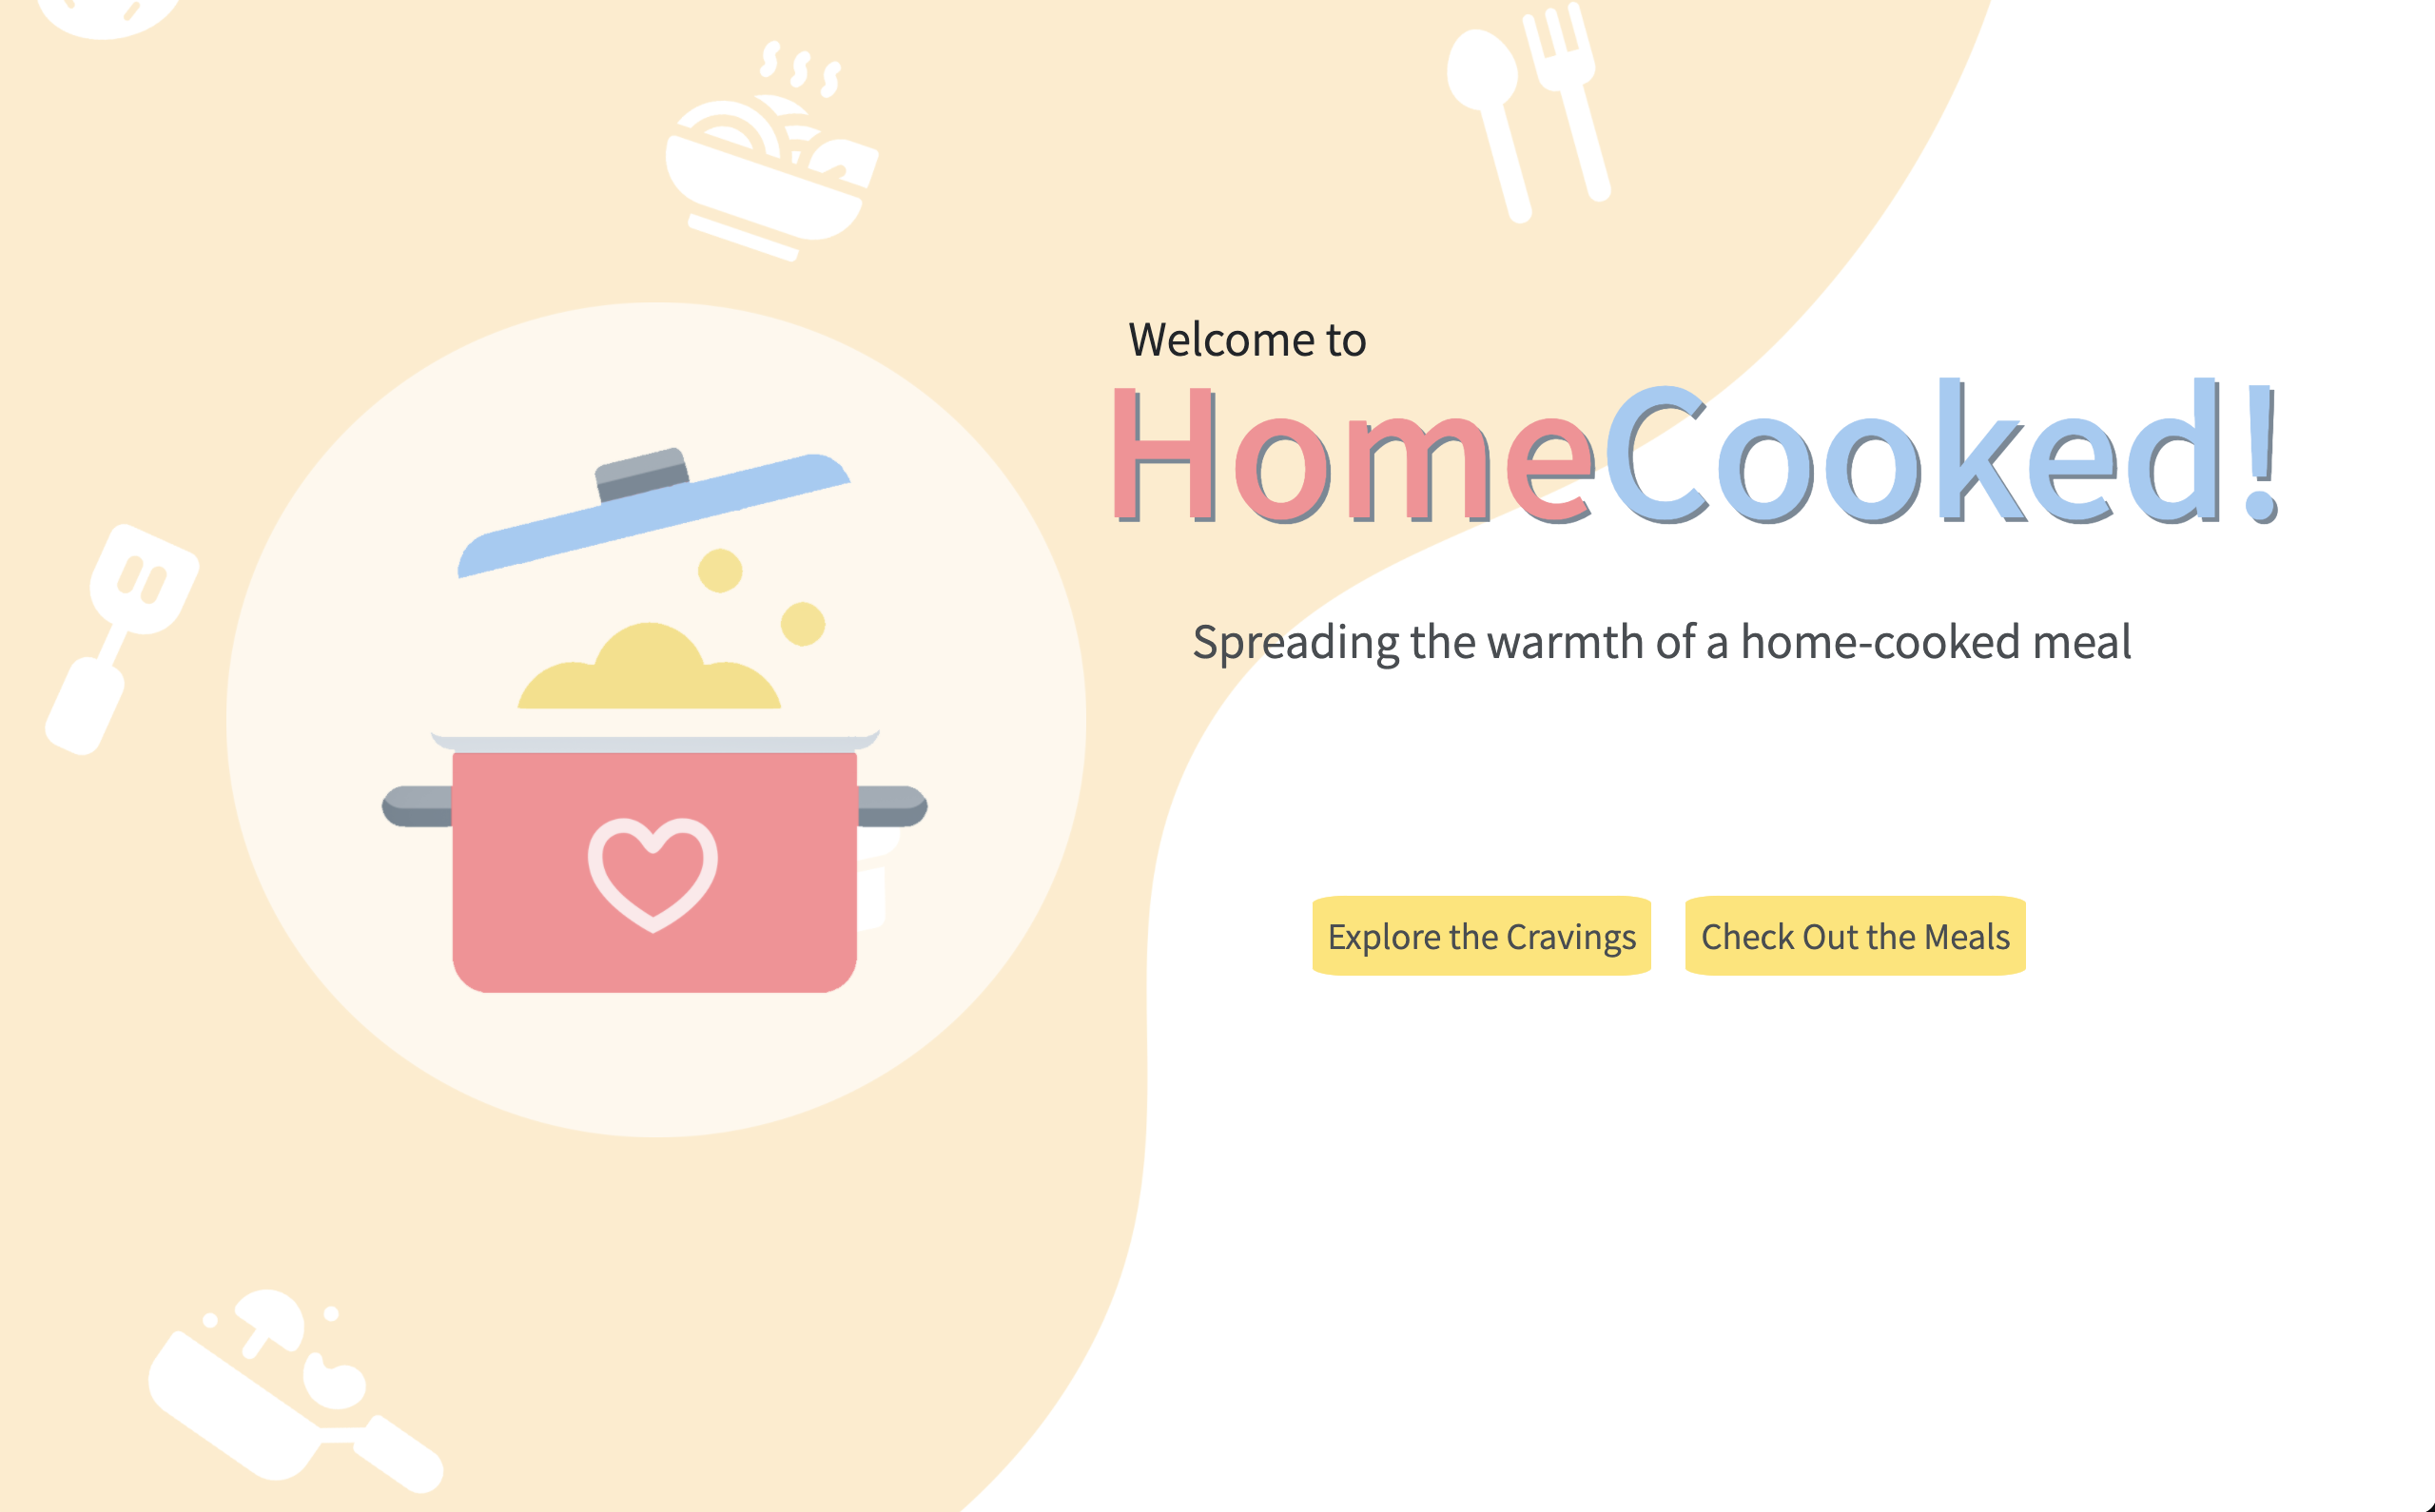 Welcome to
HomeCooked!
Spreading the warmth of a home-cooked meal
Explore the Cravings
Check Out the Meals